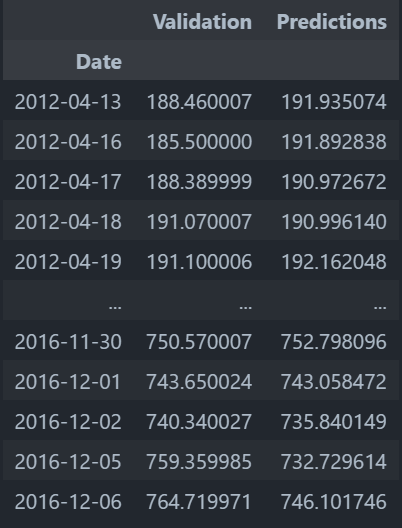 Validation Predictions
Date
2012-04-13 188.460007 191.935074
2012-04-16 185.500000 191.892838
2012-04-17 188.389999 190.972672
2012-04-18 191.070007 190.996140
2012-04-19 191.100006 192.162048
... ... ...
2016-11-30 750.570007 752.798096
2016-12-01 743.650024 743.058472
2016-12-02 740.340027 735.840149
2016-12-05 759.359985 732.729614
2016-12-06 764.719971 746.101746